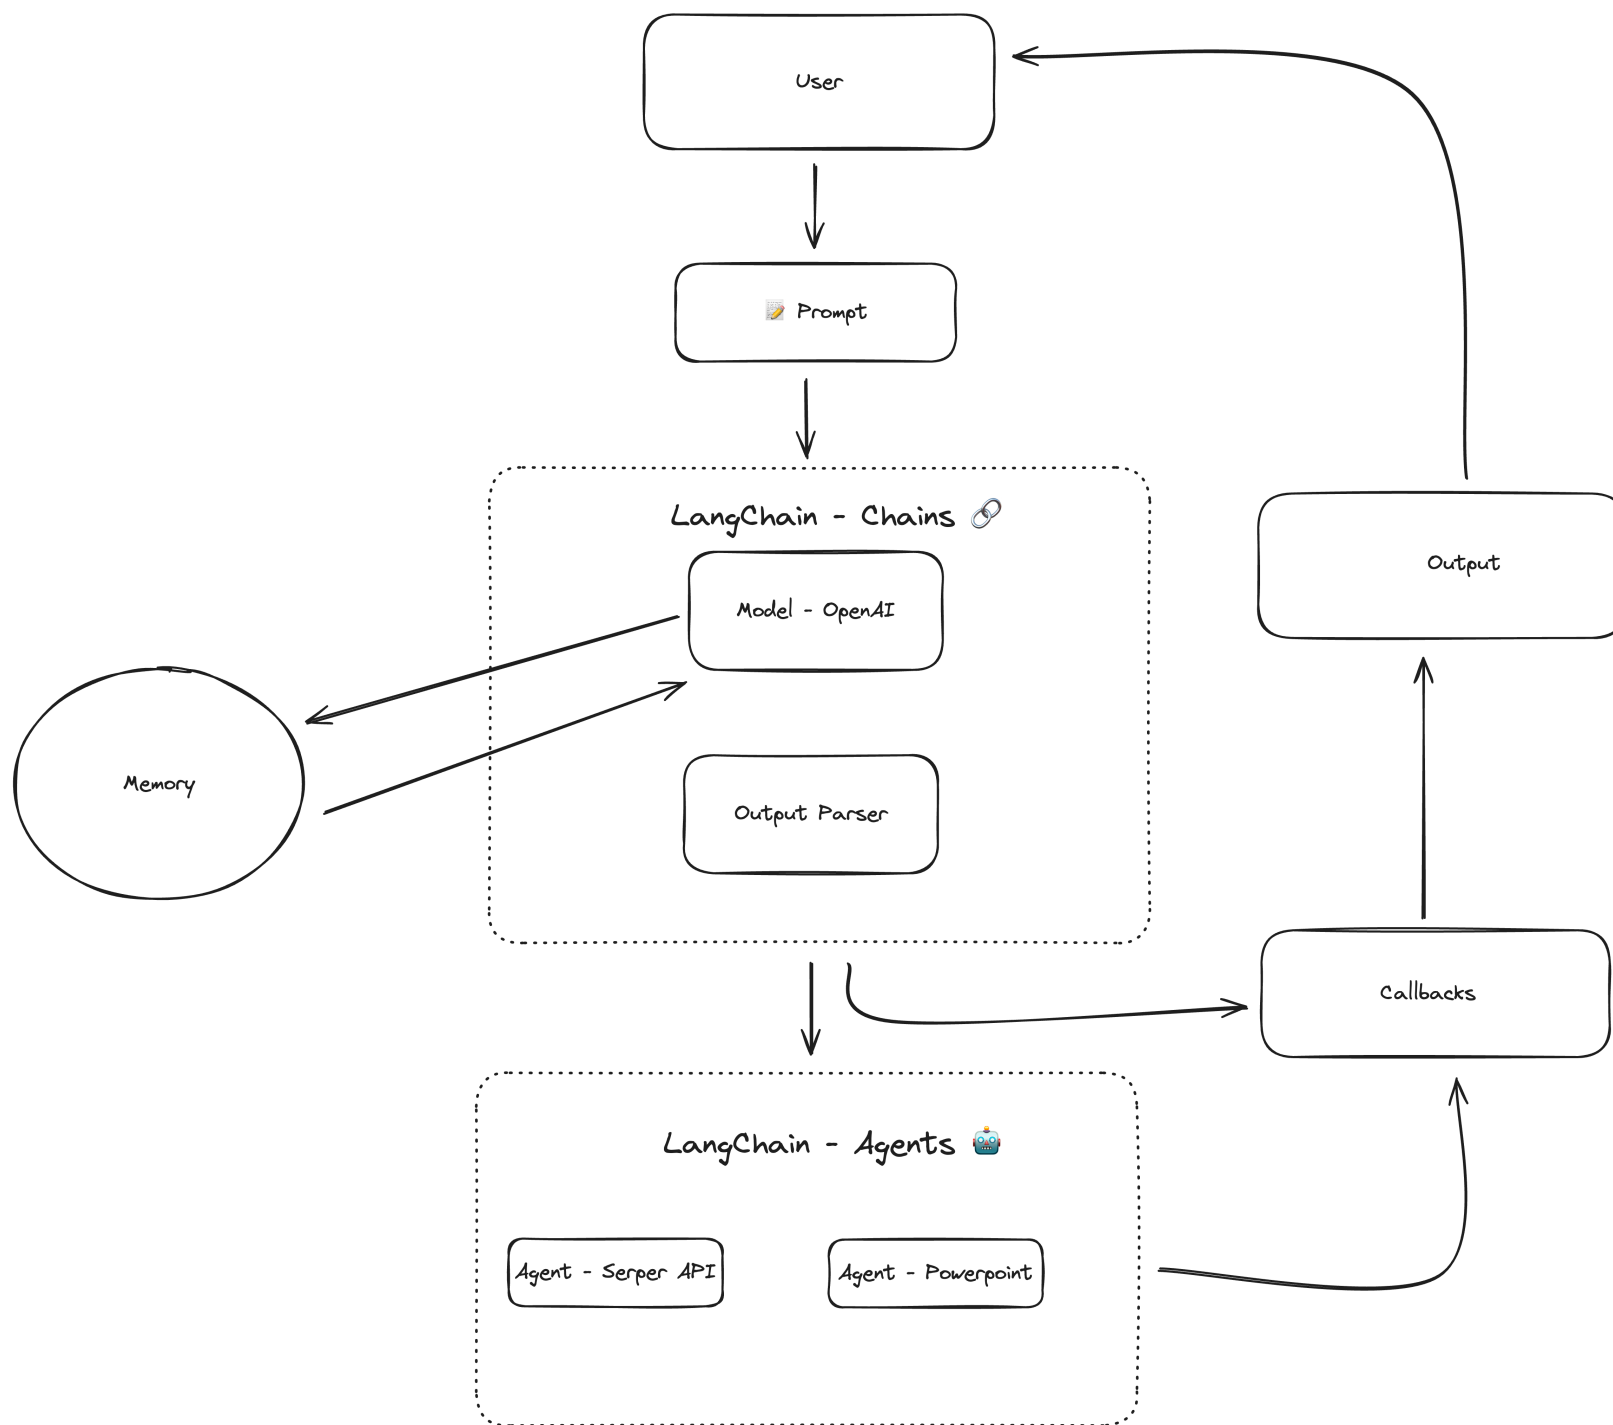 User
📝 Prompt
LangChain - Chains 🔗
Model - OpenAI
Output
Memory
Output Parser
Callbacks
LangChain - Agents 🤖
Agent - Serper API
Agent - Powerpoint